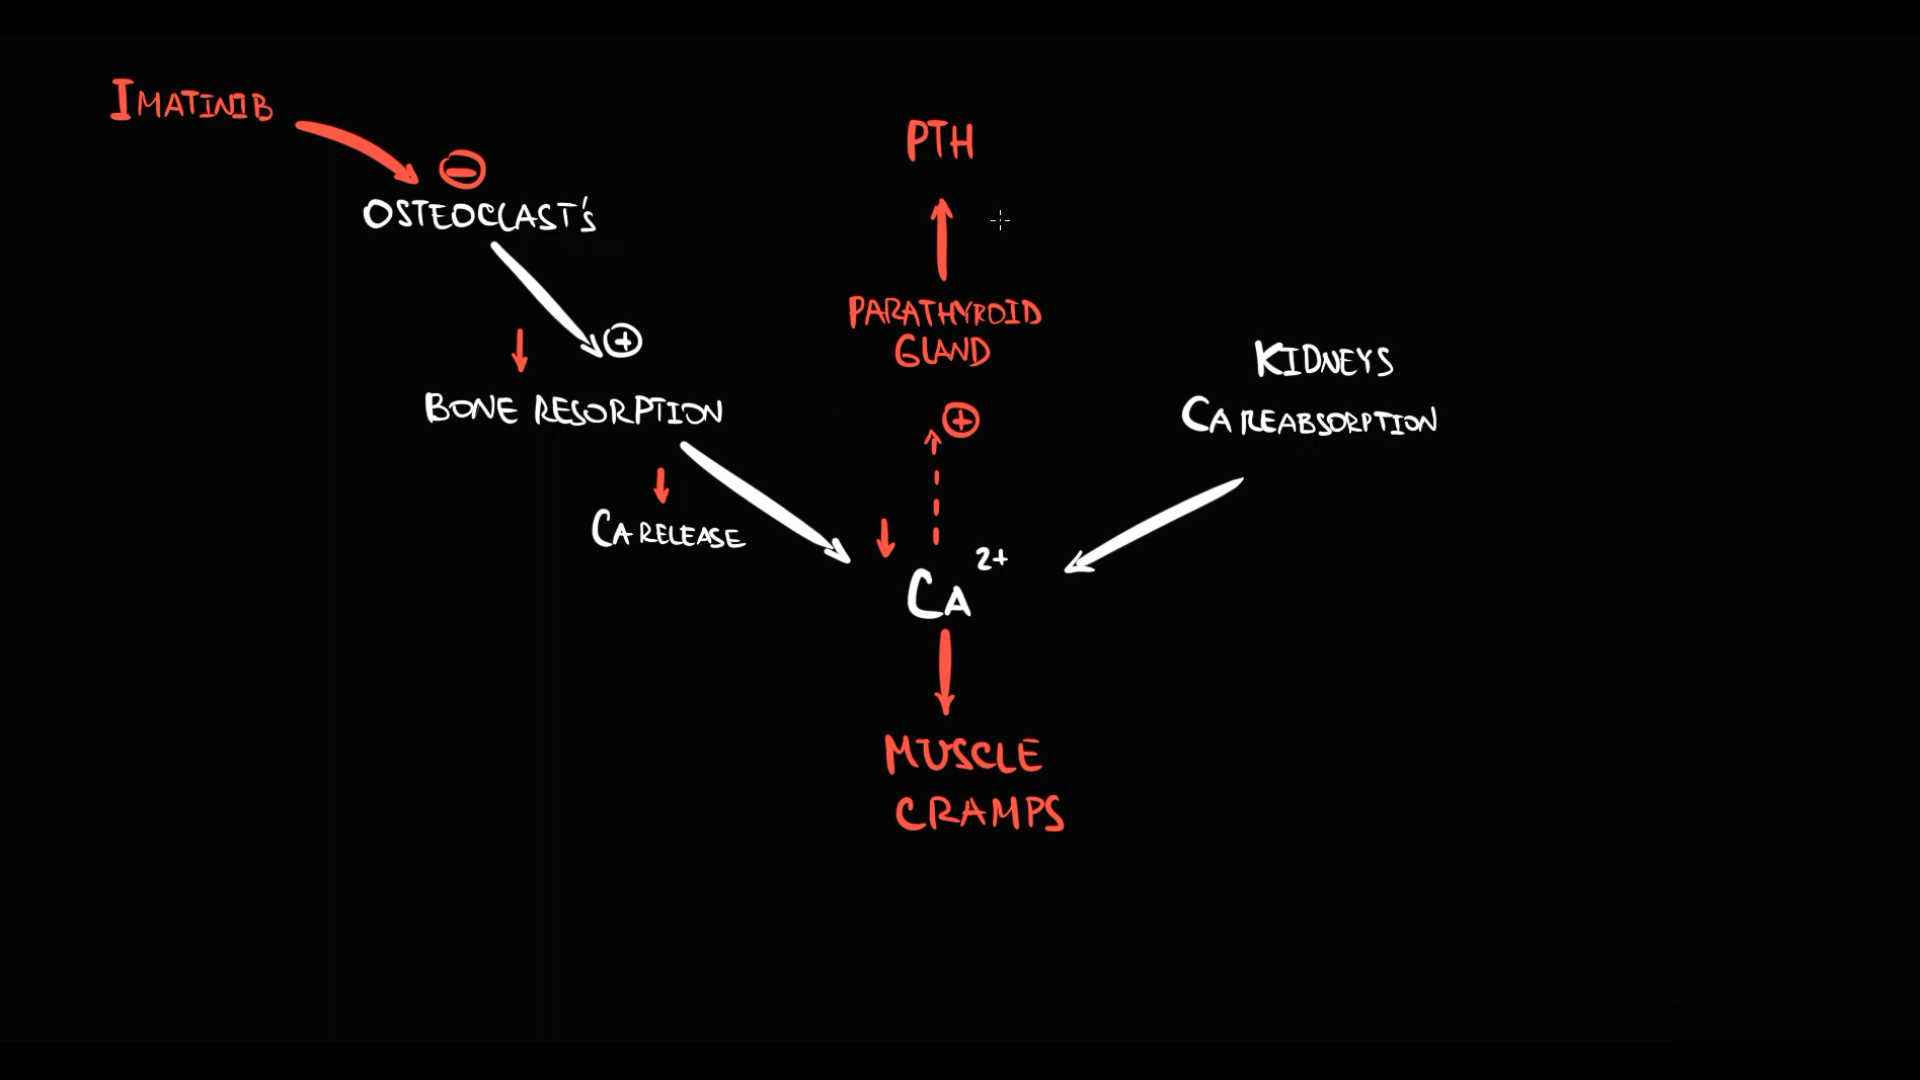 IMATINIB
PTH
OSTEOCLAST'S
PARATHYROID
GLAND
BONE RESORPTION
KIDNEYS
CA REABSORPTION
CA RELEASE
CA 2+
MUSCLE
CRAMPS